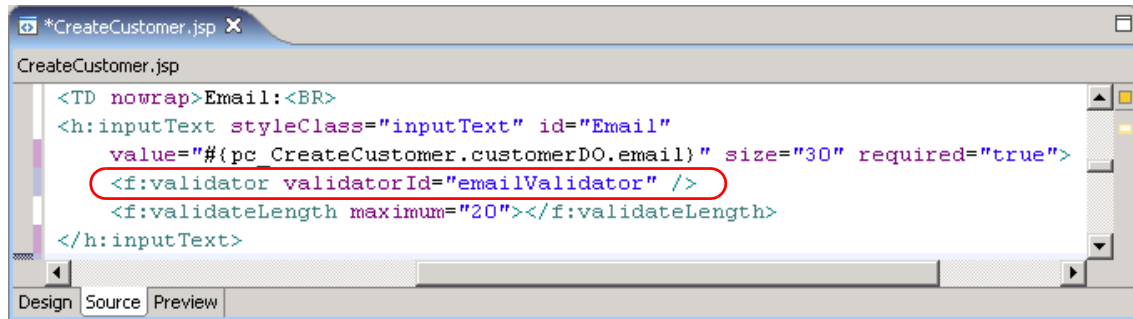 *CreateCustomer.jsp
CreateCustomer.jsp
<TD nowrap>Email:<BR>
<h:inputText styleClass="inputText" id="Email"
value="#{pc_CreateCustomer.customerDO.email}" size="30" required="true">
<f:validator validatorId="emailValidator" />
<f:validateLength maximum="20"></f:validateLength>
</h:inputText>
Design Source Preview